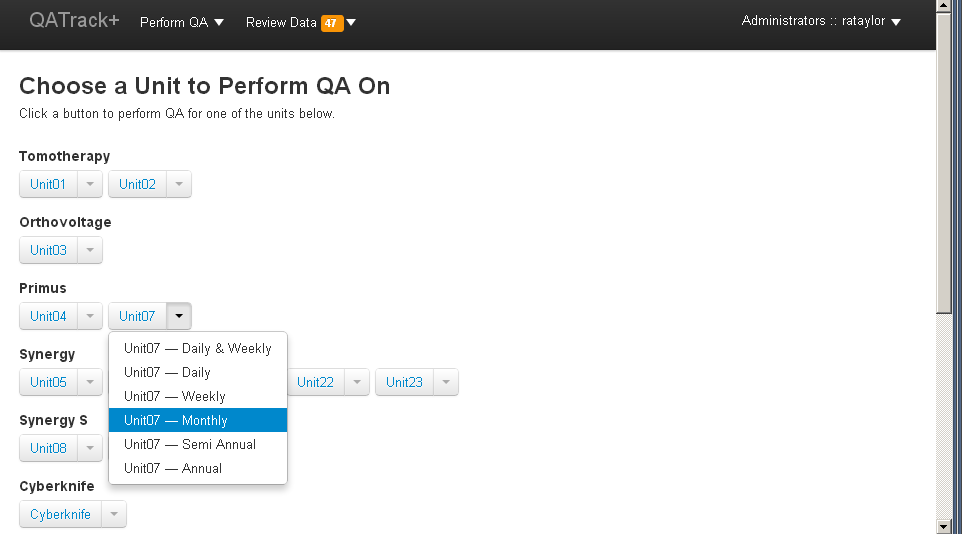 QATrack+ Perform QA Review Data 47 Administrators :: rataylor
Choose a Unit to Perform QA On
Click a button to perform QA for one of the units below.
Tomotherapy
Unit01 Unit02
Orthovoltage
Unit03
Primus
Unit04 Unit07
Unit07 — Daily & Weekly
Unit07 — Daily
Unit07 — Weekly
Unit07 — Monthly
Unit07 — Semi Annual
Unit07 — Annual
Synergy
Unit05 Unit22 Unit23
Synergy S
Unit08
Cyberknife
Cyberknife